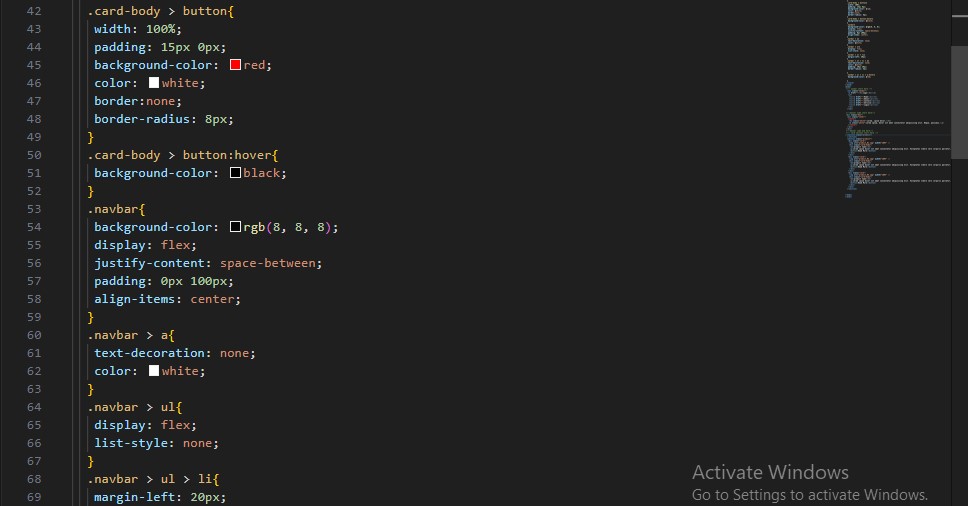 42 .card-body > button{
43 width: 100%;
44 padding: 15px 0px;
45 background-color: red;
46 color: white;
47 border:none;
48 border-radius: 8px;
49 }
50 .card-body > button:hover{
51 background-color: black;
52 }
53 .navbar{
54 background-color: rgb(8, 8, 8);
55 display: flex;
56 justify-content: space-between;
57 padding: 0px 100px;
58 align-items: center;
59 }
60 .navbar > a{
61 text-decoration: none;
62 color: white;
63 }
64 .navbar > ul{
65 display: flex;
66 list-style: none;
67 }
68 .navbar > ul > li{
69 margin-left: 20px;
Activate Windows
Go to Settings to activate Windows.